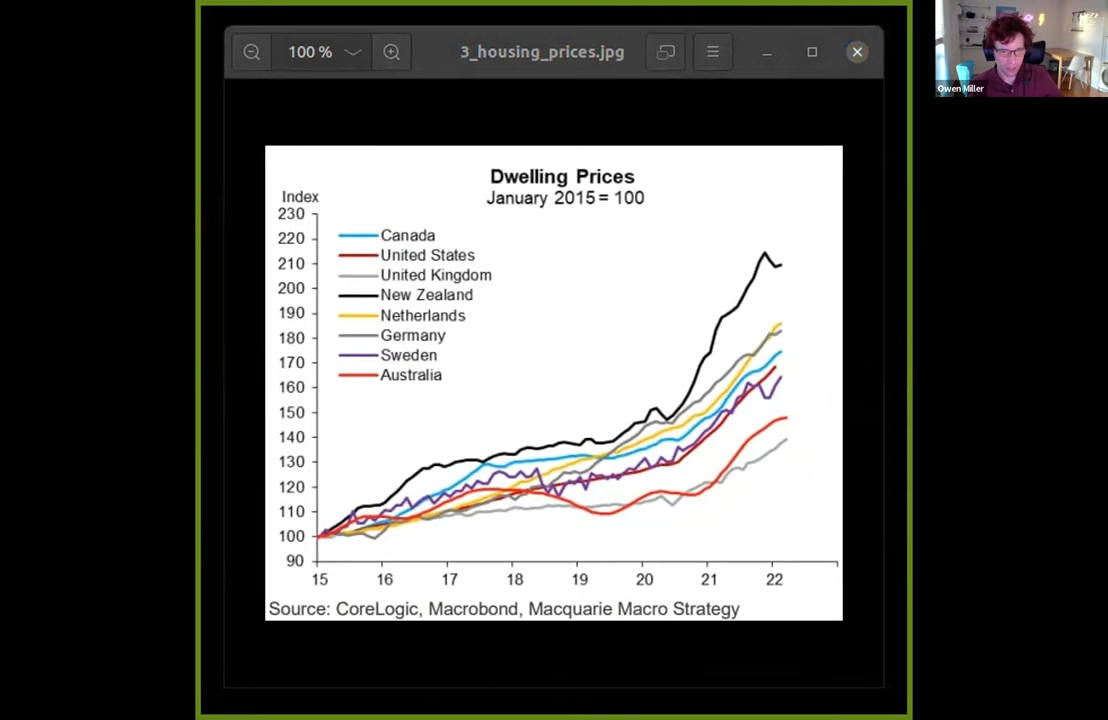 100 %
3_housing_prices.jpg
Owen Miller
Dwelling Prices
January 2015 = 100
Index
230
220
210
200
190
180
170
160
150
140
130
120
110
100
90
Canada
United States
United Kingdom
New Zealand
Netherlands
Germany
Sweden
Australia
15 16 17 18 19 20 21 22
Source: CoreLogic, Macrobond, Macquarie Macro Strategy